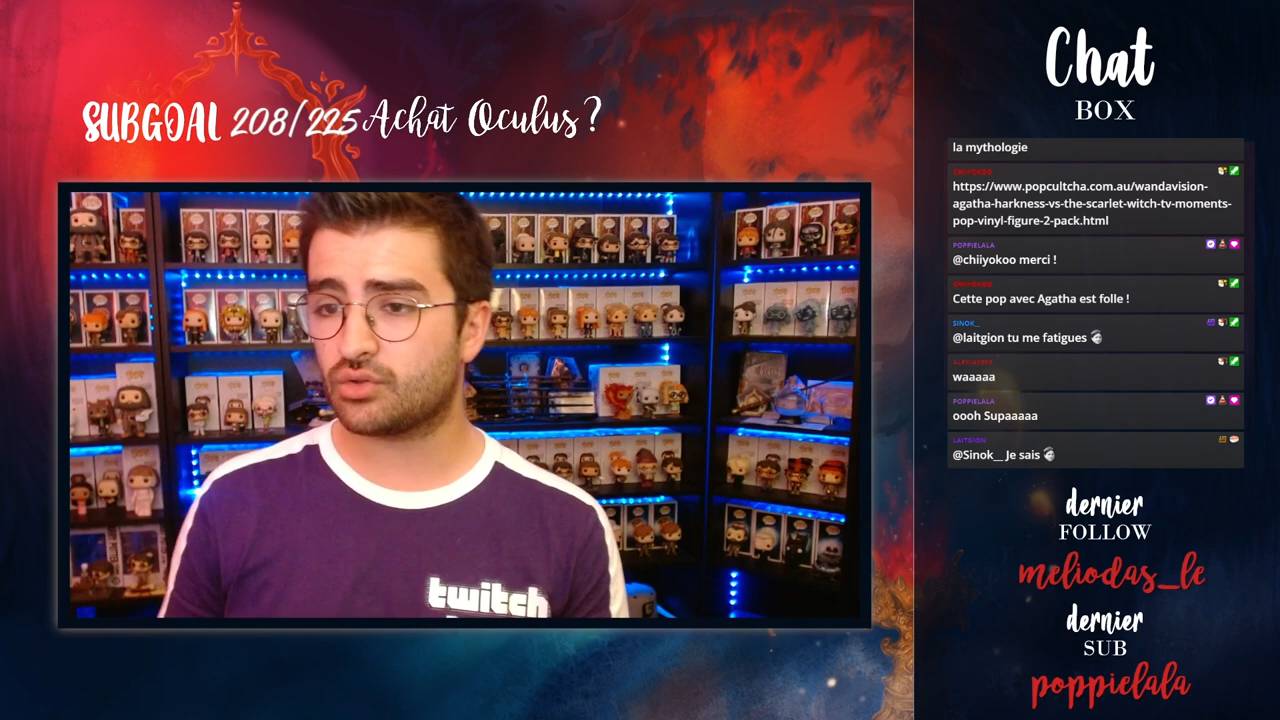 SUBGOAL 208/225 Achat Oculus ?
twitch
Chat
BOX
la mythologie
https://www.popcultcha.com.au/wandavision-
agatha-harkness-vs-the-scarlet-witch-tv-moments-
pop-vinyl-figure-2-pack.html
POPPIELALA
@chiiyokoo merci !
Cette pop avec Agatha est folle !
SINOK__
@laitgion tu me fatigues
waaaaa
POPPIELALA
oooh Supaaaaa
LAITGION
@Sinok__ Je sais
dernier
FOLLOW
meliodas_le
dernier
SUB
poppielala